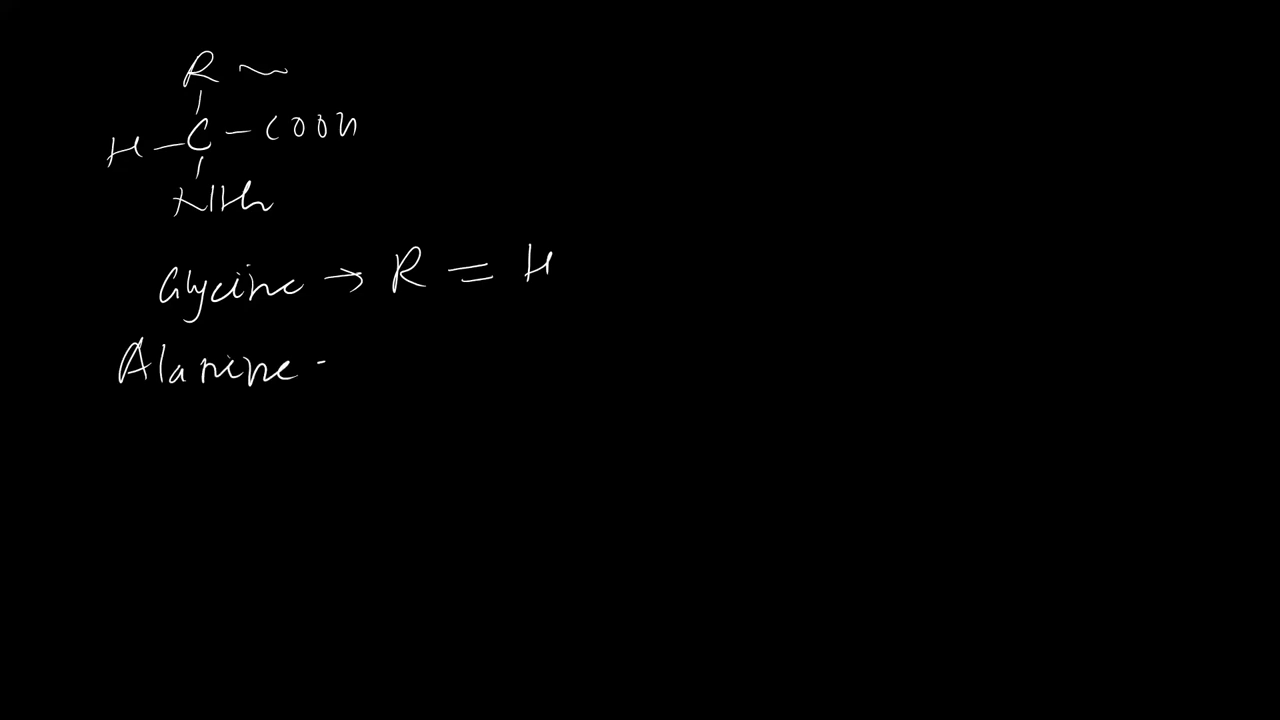 R ~
H - C - COOH
NH2
Glycine → R = H
Alanine -